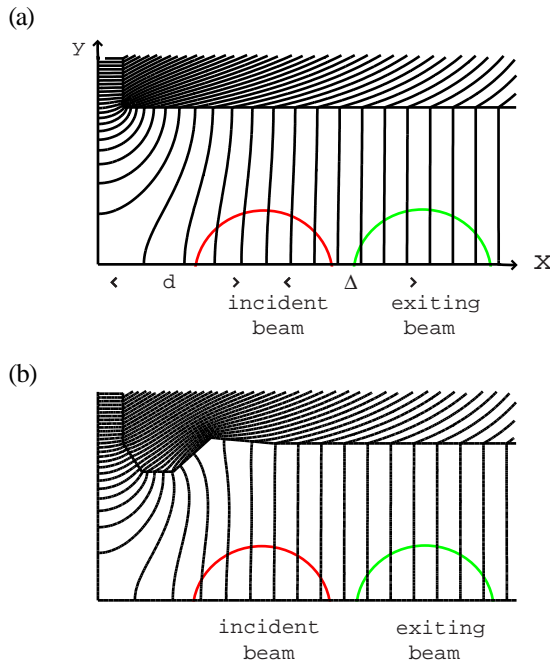 (a)
y
X
d Δ
incident exiting
beam beam
(b)
incident exiting
beam beam